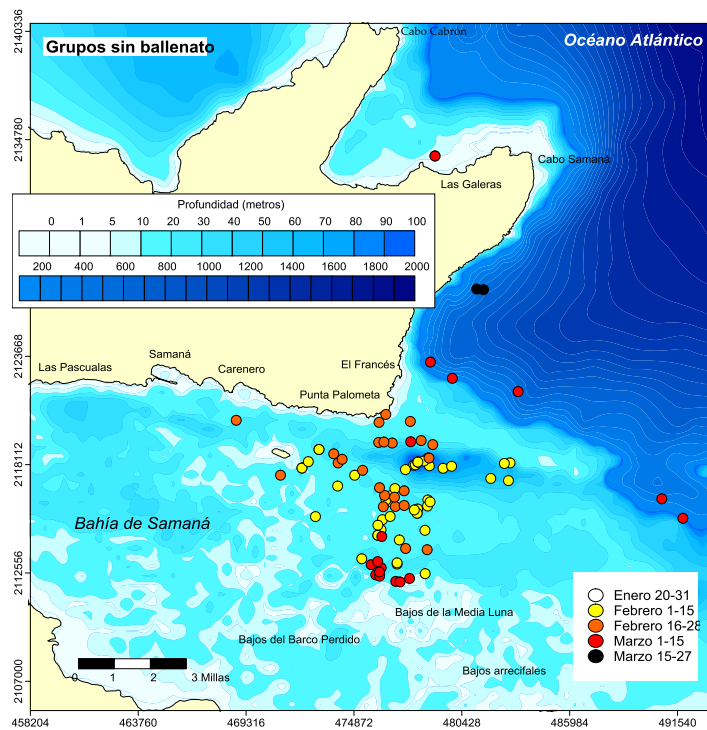 2140336
Grupos sin ballenato
Cabo Cabrón
Océano Atlántico
2134780
Cabo Samaná
Las Galeras
Profundidad (metros)
0 1 5 10 20 30 40 50 60 70 80 90 100
200 400 600 800 1000 1200 1400 1600 1800 2000
2123668
Samaná
Las Pascualas
Carenero
El Francés
Punta Palometa
2118112
Bahía de Samaná
2112556
Enero 20-31
Febrero 1-15
Febrero 16-28
Marzo 1-15
Marzo 15-27
Bajos de la Media Luna
Bajos del Barco Perdido
Bajos arrecifales
0 1 2 3 Millas
2107000
458204 463760 469316 474872 480428 485984 491540